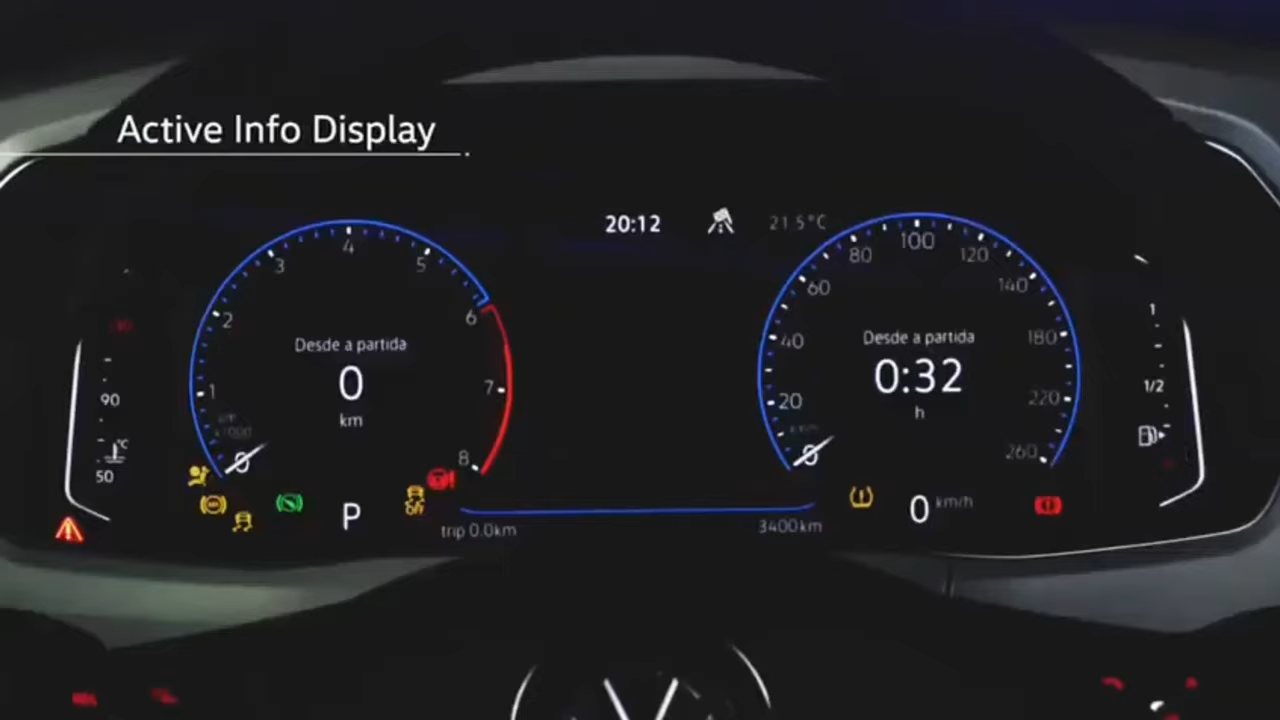 Active Info Display
20:12
21.5°C
4
3
5
2
6
1
7
8
0
Desde a partida
0
km
90
°C
50
P
OFF
trip 0.0km
3400km
100
80
120
60
140
40
180
20
220
0
260
Desde a partida
0:32
h
0 km/h
1
1/2